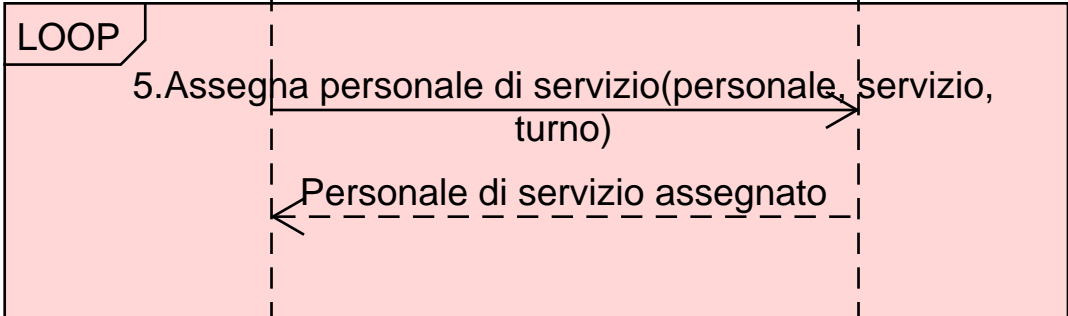 LOOP
5.Assegna personale di servizio(personale, servizio,
turno)
Personale di servizio assegnato